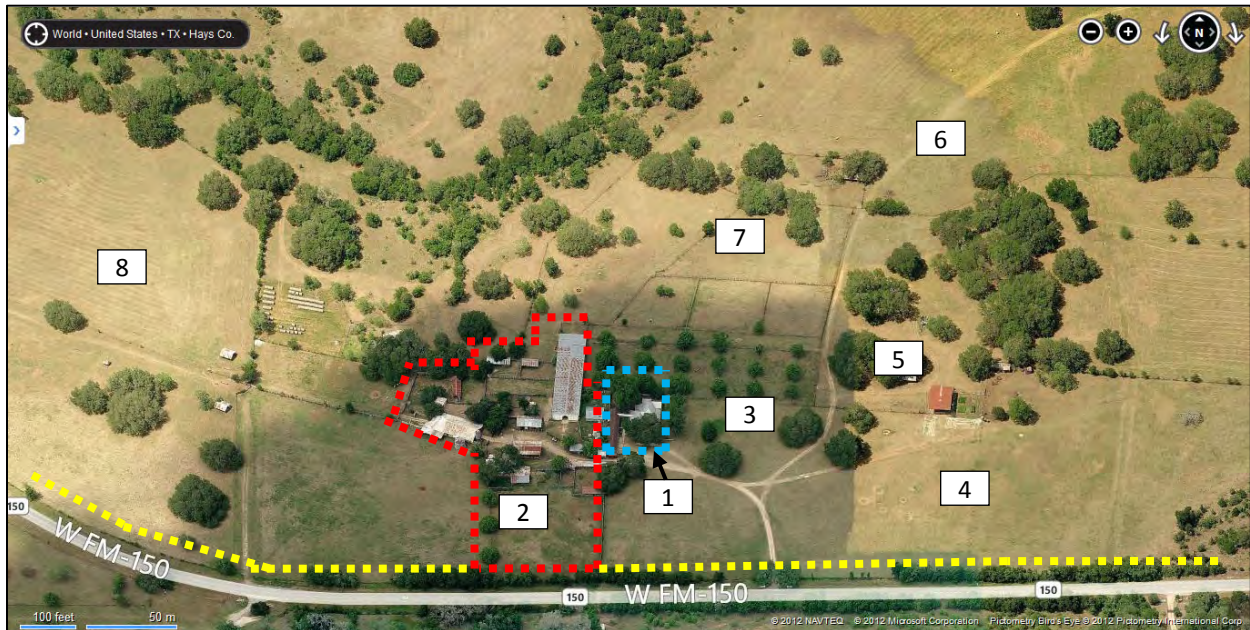 World • United States • TX • Hays Co.
N
6
7
8
5
3
4
1
2
150
W FM-150
150
W FM-150
150
100 feet
50 m
© 2012 NAVTEQ © 2012 Microsoft Corporation Pictometry Bird's Eye © 2012 Pictometry International Corp